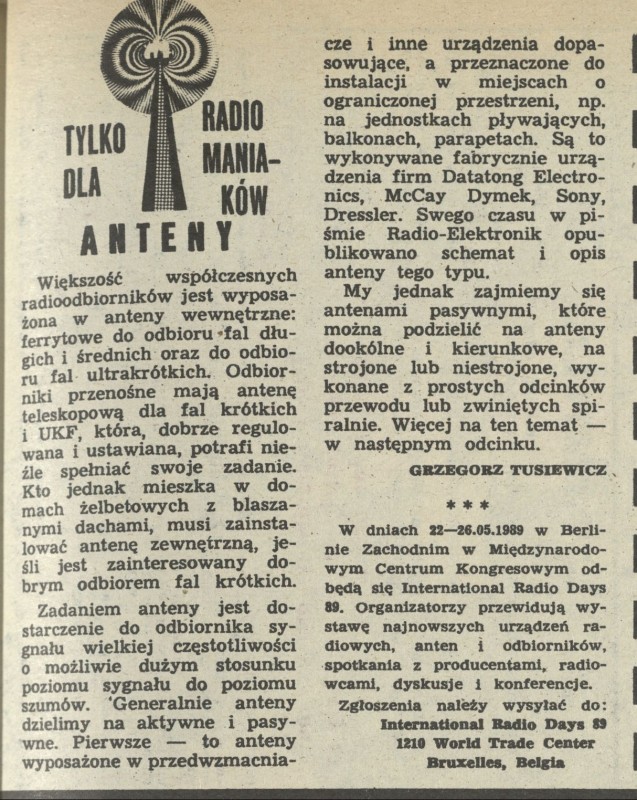 TYLKO
DLA
RADIO
MANIA-
KÓW
ANTENY
Większość współczesnych
radioodbiorników jest wyposa-
żona w anteny wewnętrzne:
ferrytowe do odbioru fal dłu-
gich i średnich oraz do odbio-
ru fal ultrakrótkich. Odbior-
niki przenośne mają antenę
teleskopową dla fal krótkich
i UKF, która, dobrze regulo-
wana i ustawiana, potrafi nie-
źle spełniać swoje zadanie.
Kto jednak mieszka w do-
mach żelbetowych z blasza-
nymi dachami, musi zainsta-
lować antenę zewnętrzną, je-
śli jest zainteresowany do-
brym odbiorem fal krótkich.
Zadaniem anteny jest do-
starczenie do odbiornika sy-
gnału wielkiej częstotliwości
o możliwie dużym stosunku
poziomu sygnału do poziomu
szumów. Generalnie anteny
dzielimy na aktywne i pasy-
wne. Pierwsze — to anteny
wyposażone w przedwzmacnia-
cze i inne urządzenia dopa-
sowujące, a przeznaczone do
instalacji w miejscach o
ograniczonej przestrzeni, np.
na jednostkach pływających,
balkonach, parapetach. Są to
wykonywane fabrycznie urzą-
dzenia firm Datatong Electro-
nics, McCay Dymek, Sony,
Dressler. Swego czasu w pi-
śmie Radio-Elektronik opu-
blikowano schemat i opis
anteny tego typu.
My jednak zajmiemy się
antenami pasywnymi, które
można podzielić na anteny
dookólne i kierunkowe, na
strojone lub niestrojone, wy-
konane z prostych odcinków
przewodu lub zwiniętych spi-
ralnie. Więcej na ten temat —
w następnym odcinku.
GRZEGORZ TUSIEWICZ
* * *
W dniach 22—26.05.1989 w Berli-
nie Zachodnim w Międzynarodo-
wym Centrum Kongresowym od-
będą się International Radio Days
89. Organizatorzy przewidują wy-
stawę najnowszych urządzeń ra-
diowych, anten i odbiorników,
spotkania z producentami, radio-
wcami, dyskusje i konferencje.
Zgłoszenia należy wysyłać do:
International Radio Days 89
1210 World Trade Center
Bruxelles, Belgia